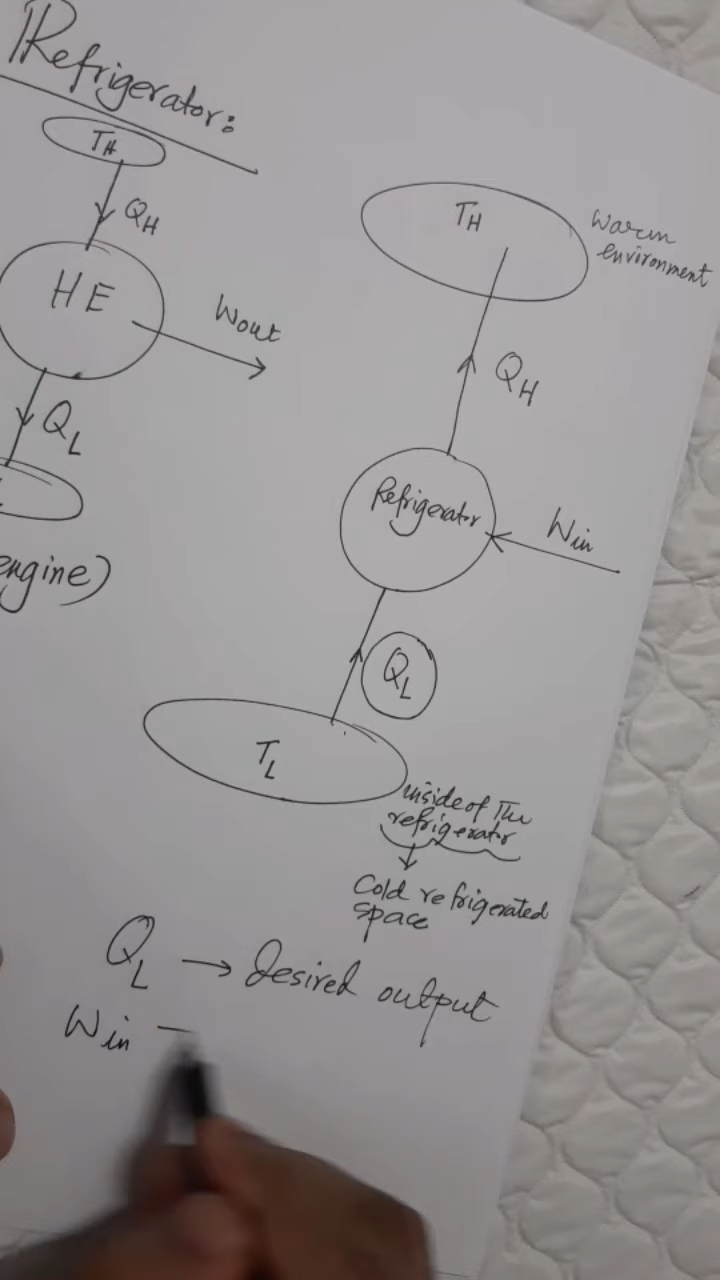 Refrigerator:
TH
QH
HE
Wout
QL
engine)
TH
Warm
environment
QH
Refrigerator
Win
QL
TL
inside of the
refrigerator
Cold refrigerated
space
QL → desired output
Win —